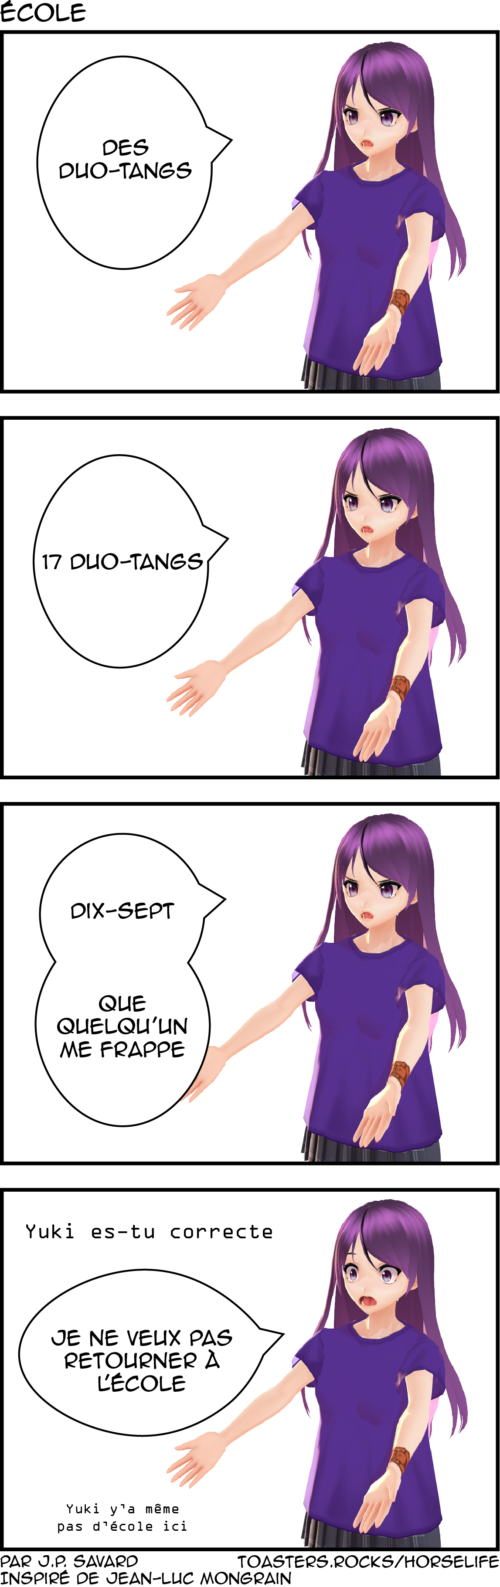 ÉCOLE
DES
DUO-TANGS
17 DUO-TANGS
DIX-SEPT
QUE
QUELQU'UN
ME FRAPPE
Yuki es-tu correcte
JE NE VEUX PAS
RETOURNER À
L'ÉCOLE
Yuki y'a même
pas d'école ici
PAR J.P. SAVARD
TOASTERS.ROCKS/HORSELIFE
INSPIRÉ DE JEAN-LUC MONGRAIN